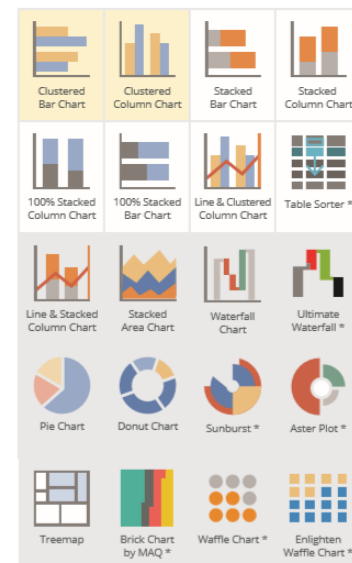 Clustered
Bar Chart
Clustered
Column Chart
Stacked
Bar Chart
Stacked
Column Chart
100% Stacked
Column Chart
100% Stacked
Bar Chart
Line & Clustered
Column Chart
Table Sorter *
Line & Stacked
Column Chart
Stacked
Area Chart
Waterfall
Chart
Ultimate
Waterfall *
Pie Chart
Donut Chart
Sunburst *
Aster Plot *
Treemap
Brick Chart
by MAQ *
Waffle Chart *
Enlighten
Waffle Chart *